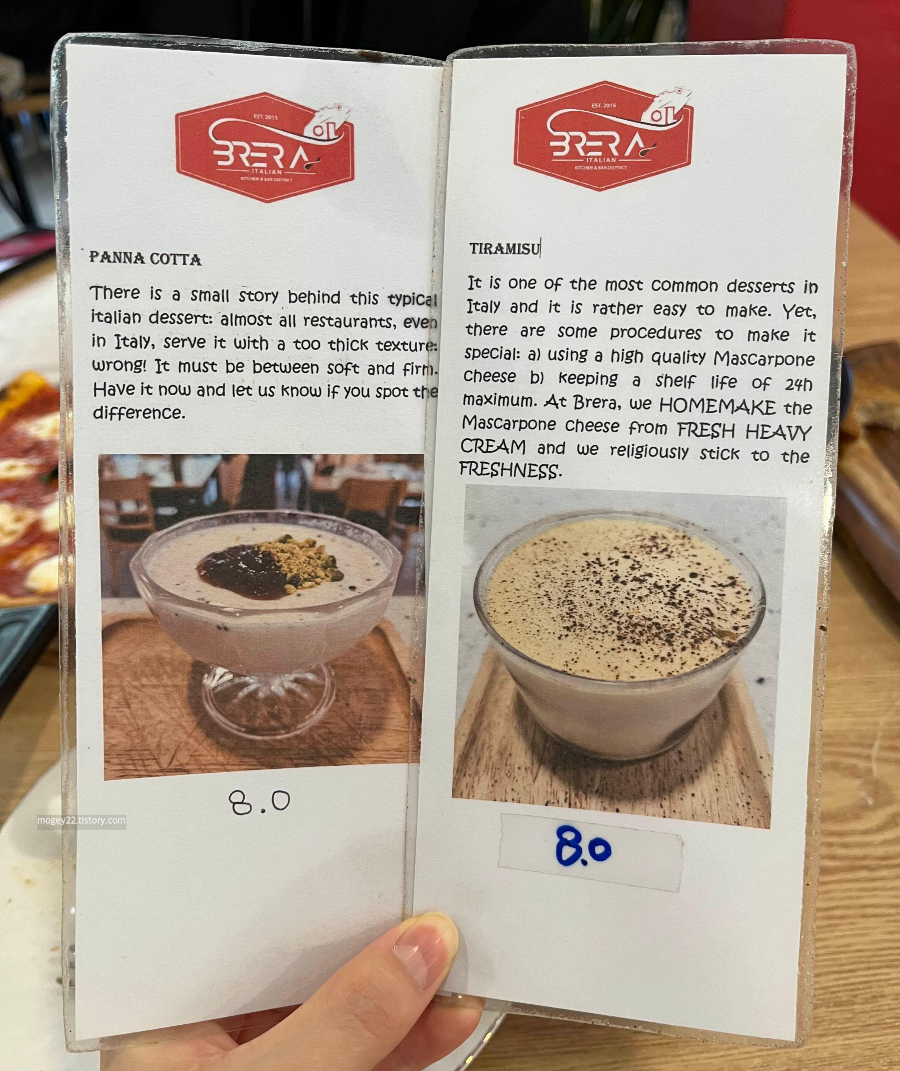 EST. 2015
BRERA
ITALIAN
KITCHEN & BAR DISTRICT
PANNA COTTA
There is a small story behind this typical
italian dessert: almost all restaurants, even
in Italy, serve it with a too thick texture:
wrong! It must be between soft and firm.
Have it now and let us know if you spot the
difference.
8.0
mogey22.tistory.com
EST. 2015
BRERA
ITALIAN
KITCHEN & BAR DISTRICT
TIRAMISU
It is one of the most common desserts in
Italy and it is rather easy to make. Yet,
there are some procedures to make it
special: a) using a high quality Mascarpone
cheese b) keeping a shelf life of 24h
maximum. At Brera, we HOMEMAKE the
Mascarpone cheese from FRESH HEAVY
CREAM and we religiously stick to the
FRESHNESS.
8.0